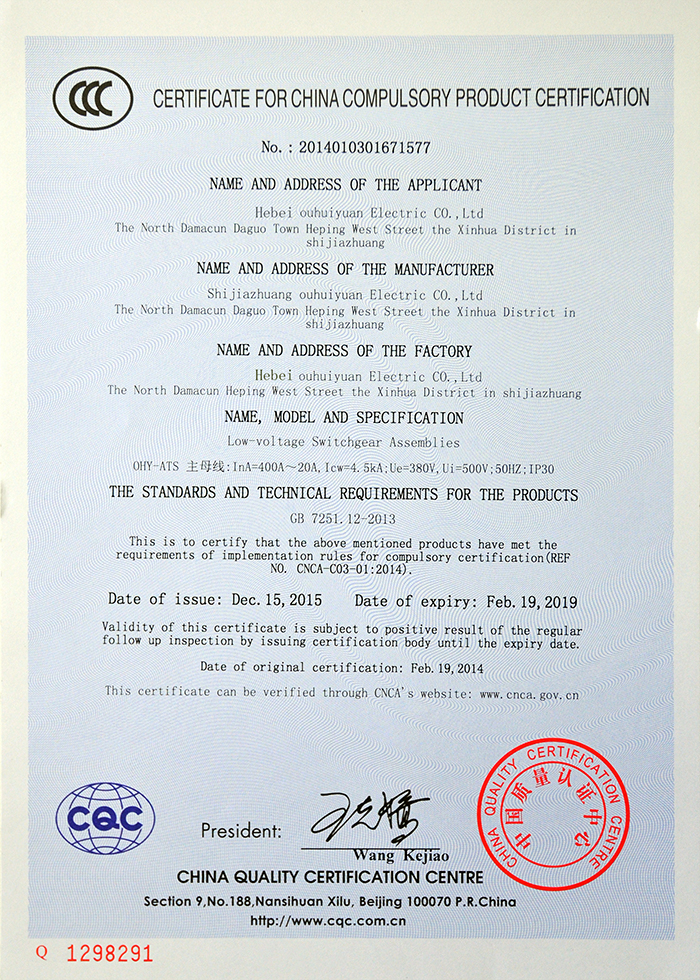 CCC
CERTIFICATE FOR CHINA COMPULSORY PRODUCT CERTIFICATION
No. : 2014010301671577
NAME AND ADDRESS OF THE APPLICANT
Hebei ouhuiyuan Electric CO.,Ltd
The North Damacun Daguo Town Heping West Street the Xinhua District in
shijiazhuang
NAME AND ADDRESS OF THE MANUFACTURER
Shijiazhuang ouhuiyuan Electric CO.,Ltd
The North Damacun Daguo Town Heping West Street the Xinhua District in
shijiazhuang
NAME AND ADDRESS OF THE FACTORY
Hebei ouhuiyuan Electric CO.,Ltd
The North Damacun Heping West Street the Xinhua District in shijiazhuang
NAME, MODEL AND SPECIFICATION
Low-voltage Switchgear Assemblies
OHY-ATS 主母线:InA=400A~20A,Icw=4.5kA;Ue=380V,Ui=500V;50HZ;IP30
THE STANDARDS AND TECHNICAL REQUIREMENTS FOR THE PRODUCTS
GB 7251.12-2013
This is to certify that the above mentioned products have met the
requirements of implementation rules for compulsory certification(REF
NO. CNCA-C03-01:2014).
Date of issue: Dec.15,2015 Date of expiry: Feb.19,2019
Validity of this certificate is subject to positive result of the regular
follow up inspection by issuing certification body until the expiry date.
Date of original certification: Feb.19,2014
This certificate can be verified through CNCA's website: www.cnca.gov.cn
CHINA QUALITY CERTIFICATION CENTRE
中国质量认证中心
CQC
President:
王克娇
Wang Kejiao
CHINA QUALITY CERTIFICATION CENTRE
Section 9,No.188,Nansihuan Xilu, Beijing 100070 P.R.China
http://www.cqc.com.cn
Q 1298291